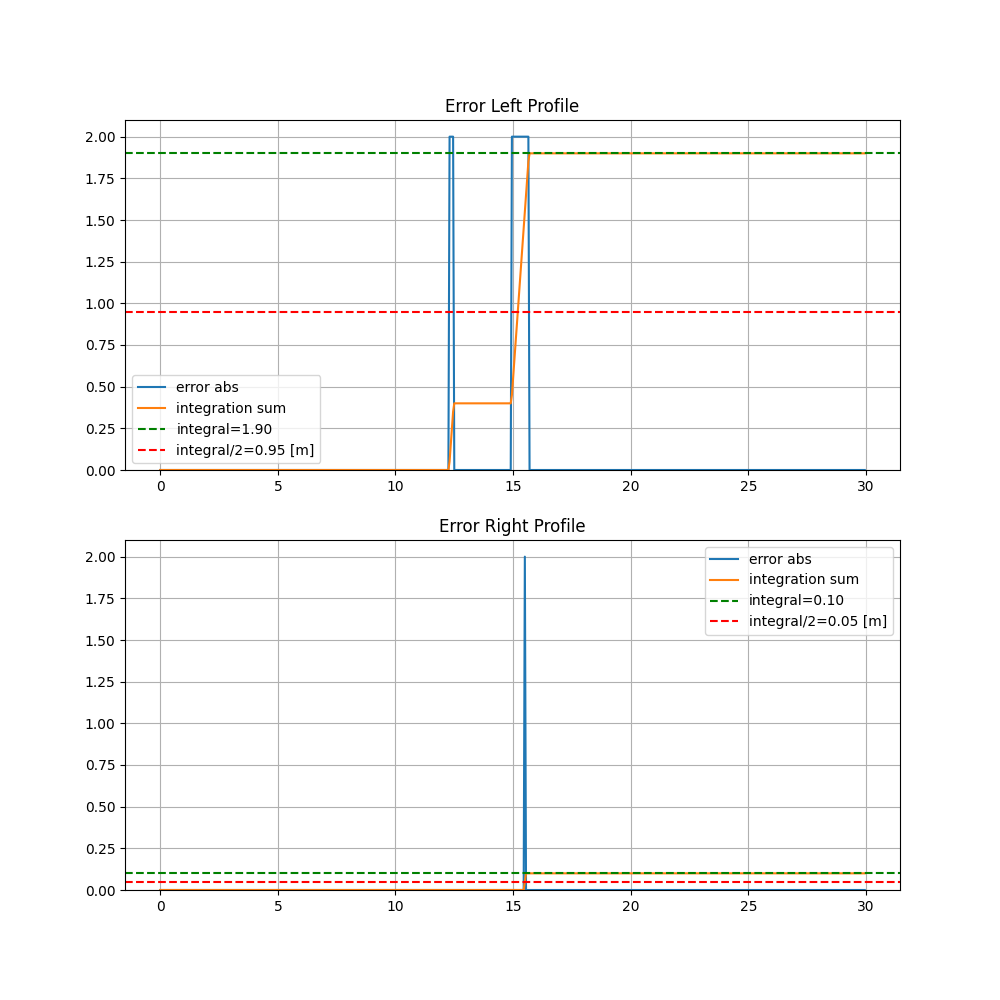 Error Left Profile
2.00
1.75
1.50
1.25
1.00
0.75
0.50
0.25
0.00
error abs
integration sum
integral=1.90
integral/2=0.95 [m]
0 5 10 15 20 25 30
Error Right Profile
2.00
1.75
1.50
1.25
1.00
0.75
0.50
0.25
0.00
error abs
integration sum
integral=0.10
integral/2=0.05 [m]
0 5 10 15 20 25 30